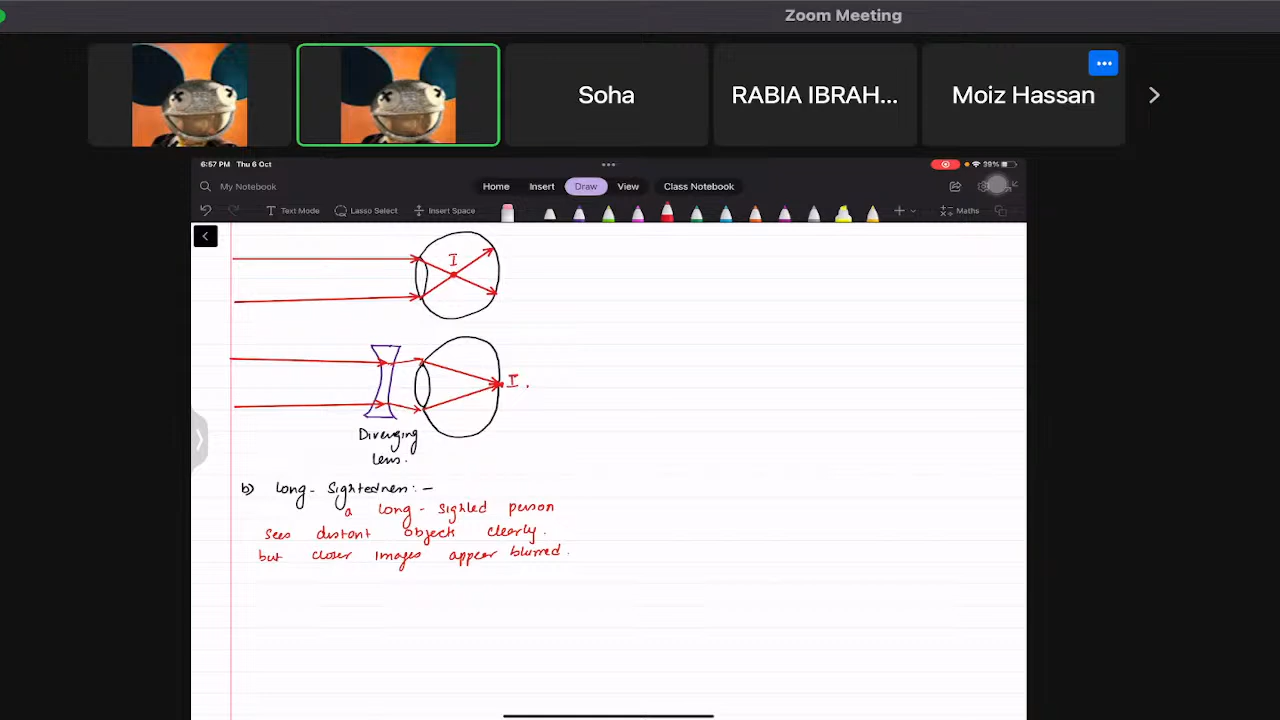 Zoom Meeting
Soha
RABIA IBRAH...
Moiz Hassan
6:57 PM Thu 6 Oct
39%
My Notebook
Home Insert Draw View Class Notebook
Text Mode Lasso Select Insert Space Maths
I
I.
Diverging
lens.
b) Long-Sightednes:-
a long-sighted person
sees distant object clearly.
but closer images appear blurred.